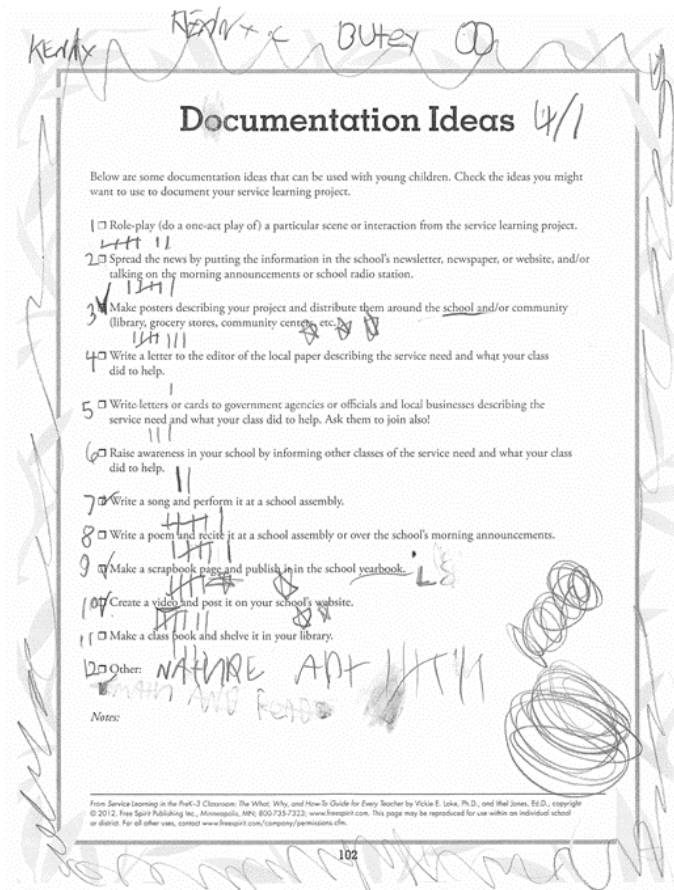 KENAX
BUtEy
Documentation Ideas 4/1
Below are some documentation ideas that can be used with young children. Check the ideas you might
want to use to document your service learning project.
1 Role-play (do a one-act play of) a particular scene or interaction from the service learning project.
2 Spread the news by putting the information in the school's newsletter, newspaper, or website, and/or
talking on the morning announcements or school radio station.
3 Make posters describing your project and distribute them around the school and/or community
(library, grocery stores, community centers, etc.)
4 Write a letter to the editor of the local paper describing the service need and what your class
did to help.
5 Write letters or cards to government agencies or officials and local businesses describing the
service need and what your class did to help. Ask them to join also!
6 Raise awareness in your school by informing other classes of the service need and what your class
did to help.
7 Write a song and perform it at a school assembly.
8 Write a poem and recite it at a school assembly or over the school's morning announcements.
9 Make a scrapbook page and publish it in the school yearbook.
10 Create a video and post it on your school's website.
11 Make a class book and shelve it in your library.
12 Other: NATURE ART
MATH AND READ
Notes:
From Service Learning in the PreK–3 Classroom: The What, Why, and How-To Guide for Every Teacher by Vickie E. Lake, Ph.D., and Ithel Jones, Ed.D., copyright
© 2012. Free Spirit Publishing Inc., Minneapolis, MN; 800-735-7323; www.freespirit.com. This page may be reproduced for use within an individual school
or district. For all other uses, contact www.freespirit.com/company/permissions.cfm.
102